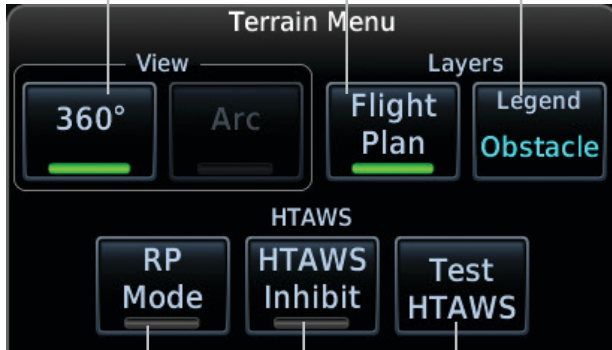 Terrain Menu
View
Layers
360°
Arc
Flight
Plan
Legend
Obstacle
HTAWS
RP
Mode
HTAWS
Inhibit
Test
HTAWS